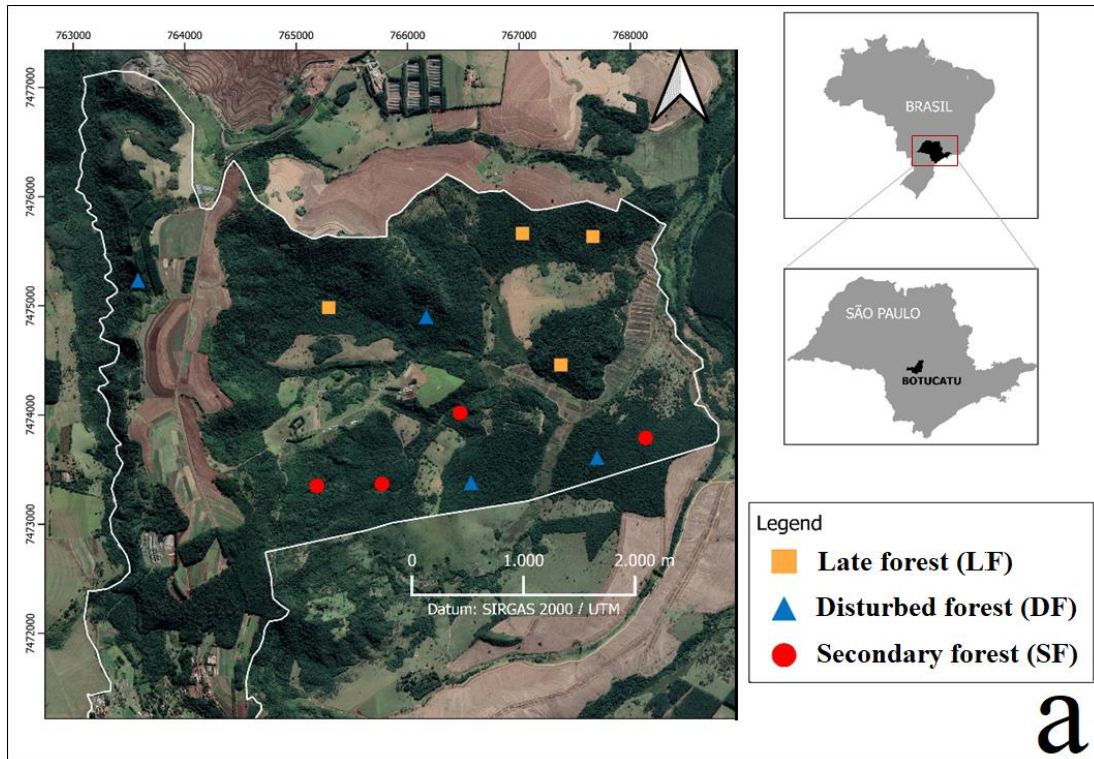 763000 764000 765000 766000 767000 768000
7477000
7476000
7475000
7474000
7473000
7472000
0 1.000 2.000 m
Datum: SIRGAS 2000 / UTM
BRASIL
SÃO PAULO
BOTUCATU
Legend
Late forest (LF)
Disturbed forest (DF)
Secondary forest (SF)
a